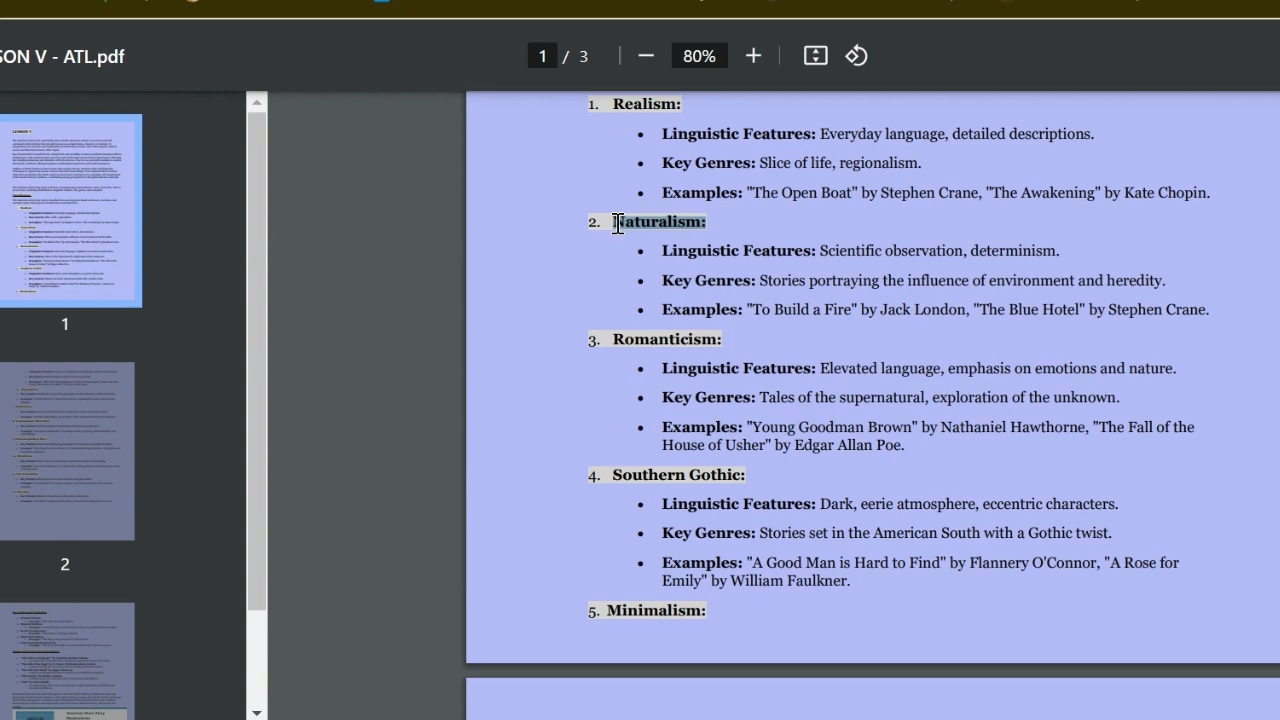 SON V - ATL.pdf
1 / 3
80%
1. Realism:
• Linguistic Features: Everyday language, detailed descriptions.
• Key Genres: Slice of life, regionalism.
• Examples: "The Open Boat" by Stephen Crane, "The Awakening" by Kate Chopin.
2. Naturalism:
• Linguistic Features: Scientific observation, determinism.
• Key Genres: Stories portraying the influence of environment and heredity.
• Examples: "To Build a Fire" by Jack London, "The Blue Hotel" by Stephen Crane.
3. Romanticism:
• Linguistic Features: Elevated language, emphasis on emotions and nature.
• Key Genres: Tales of the supernatural, exploration of the unknown.
• Examples: "Young Goodman Brown" by Nathaniel Hawthorne, "The Fall of the
House of Usher" by Edgar Allan Poe.
4. Southern Gothic:
• Linguistic Features: Dark, eerie atmosphere, eccentric characters.
• Key Genres: Stories set in the American South with a Gothic twist.
• Examples: "A Good Man is Hard to Find" by Flannery O'Connor, "A Rose for
Emily" by William Faulkner.
5. Minimalism:
1
2